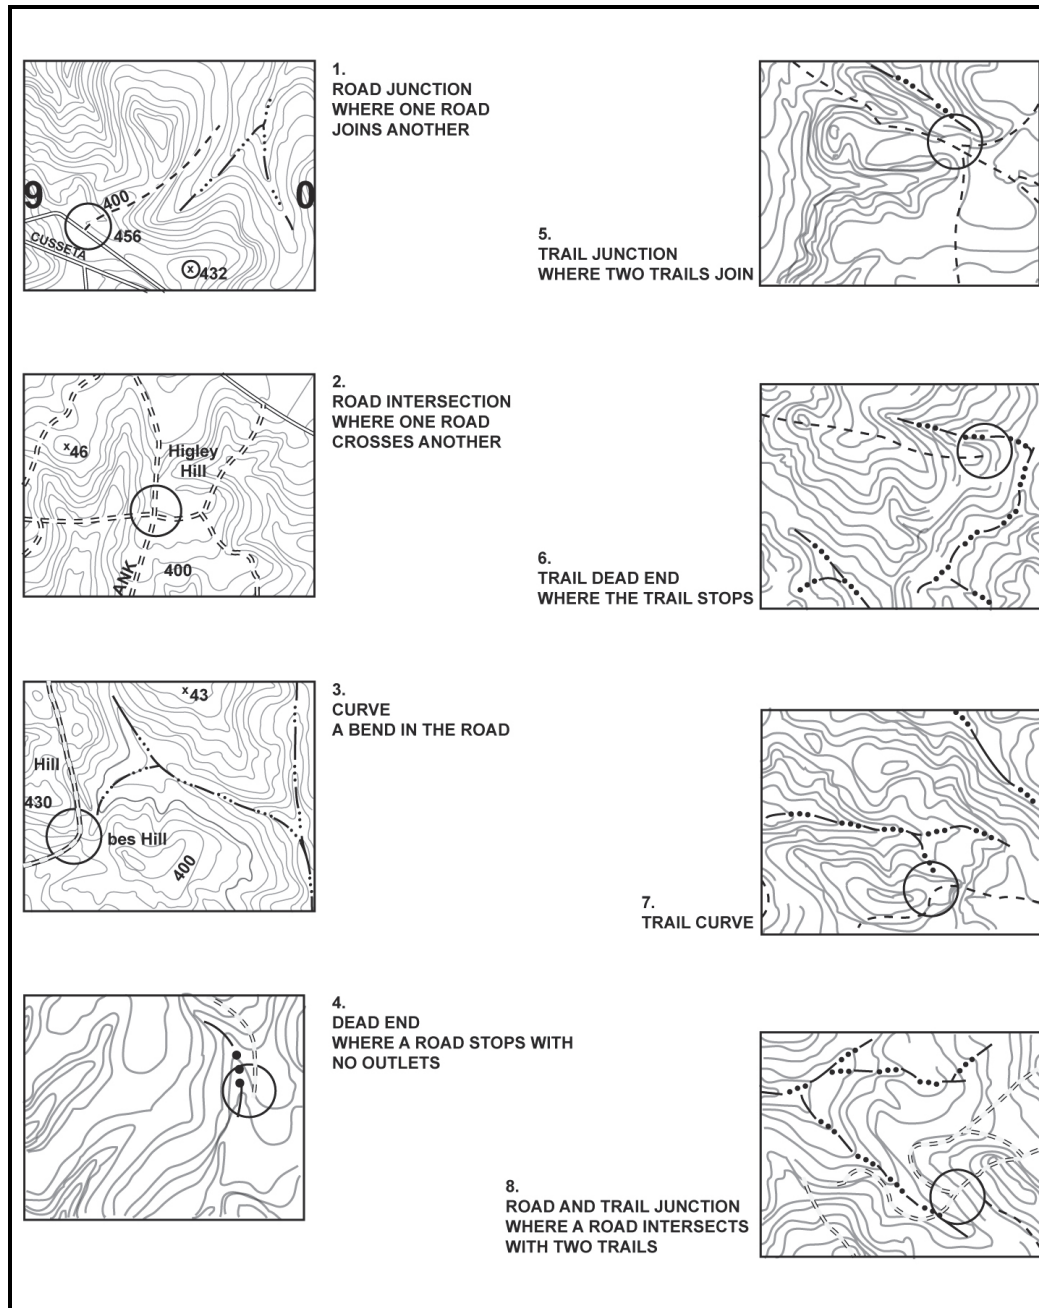 1.
ROAD JUNCTION
WHERE ONE ROAD
JOINS ANOTHER
9
400
0
456
CUSSETA
x 432
2.
ROAD INTERSECTION
WHERE ONE ROAD
CROSSES ANOTHER
x46
Higley
Hill
ANK
400
3.
CURVE
A BEND IN THE ROAD
x43
Hill
430
bes Hill
400
4.
DEAD END
WHERE A ROAD STOPS WITH
NO OUTLETS
5.
TRAIL JUNCTION
WHERE TWO TRAILS JOIN
6.
TRAIL DEAD END
WHERE THE TRAIL STOPS
7.
TRAIL CURVE
8.
ROAD AND TRAIL JUNCTION
WHERE A ROAD INTERSECTS
WITH TWO TRAILS